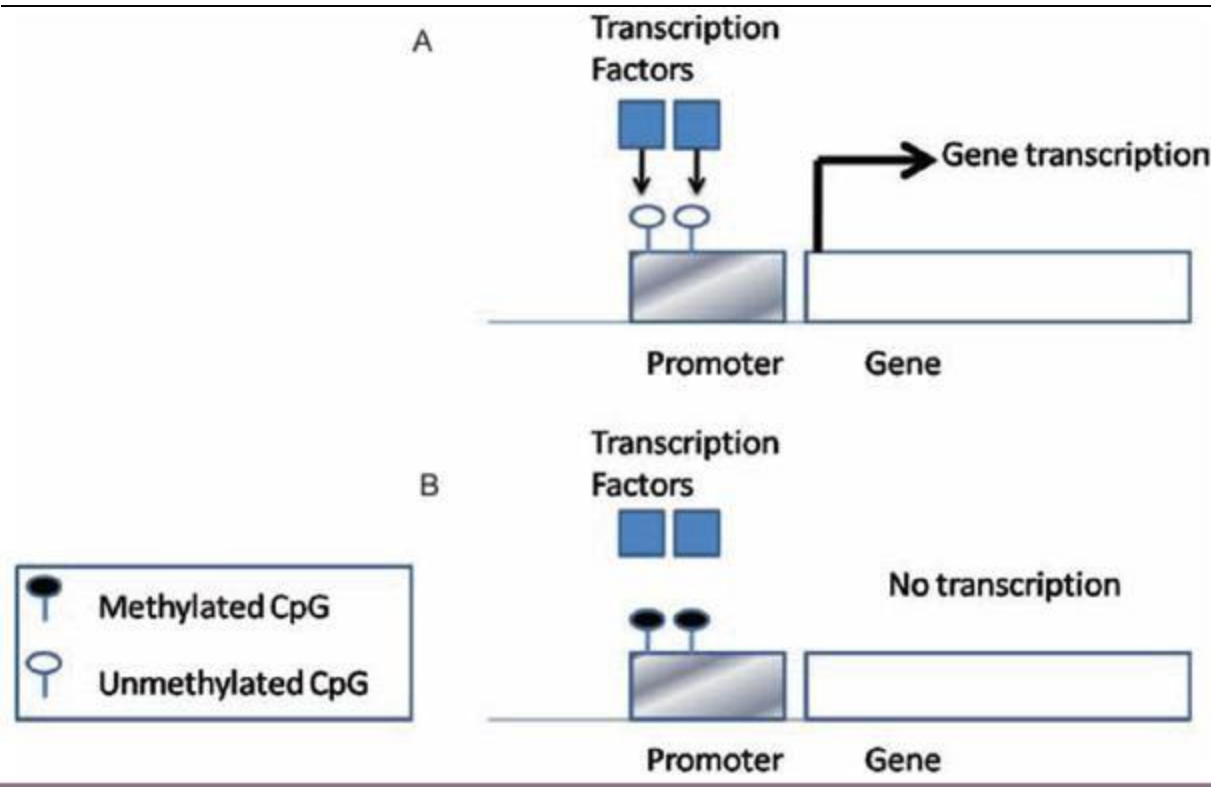 A
Transcription
Factors
Gene transcription
Promoter
Gene
Transcription
Factors
B
No transcription
Methylated CpG
Unmethylated CpG
Promoter
Gene